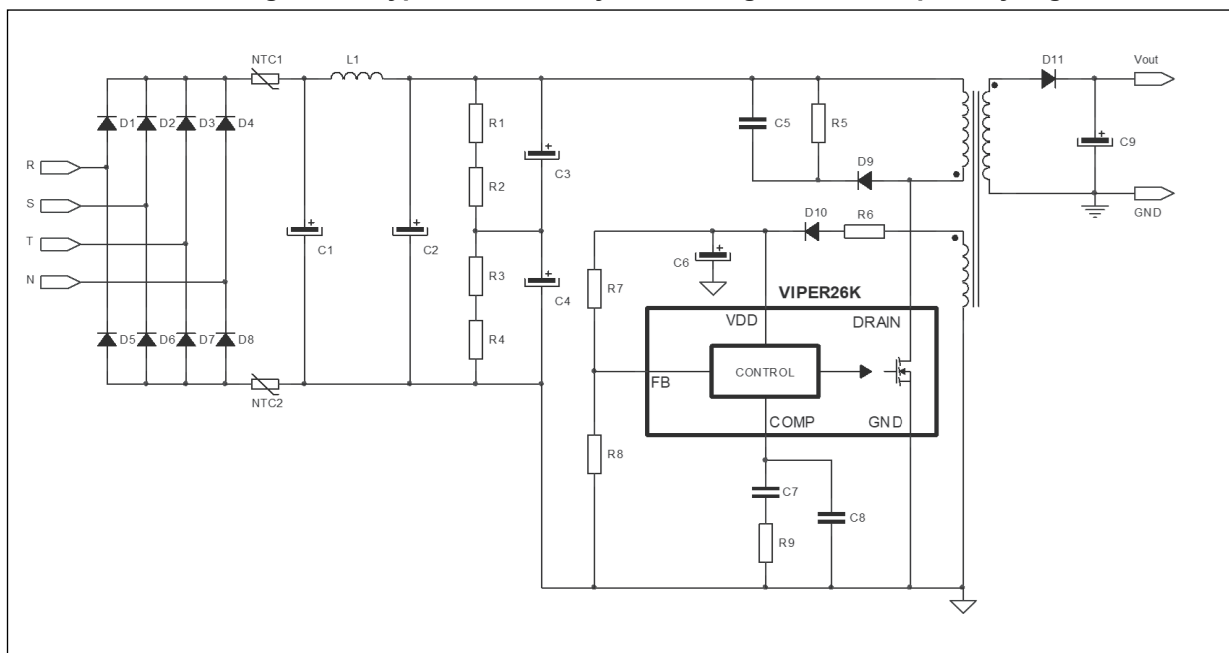 NTC1
L1
D11
Vout
D1
D2
D3
D4
R1
C5
R5
C9
R
D9
C3
R2
S
GND
D10
R6
T
C1
C2
C6
N
R3
C4
R7
VIPER26K
VDD
DRAIN
D5
D6
D7
D8
R4
CONTROL
FB
NTC2
COMP
GND
R8
C7
C8
R9